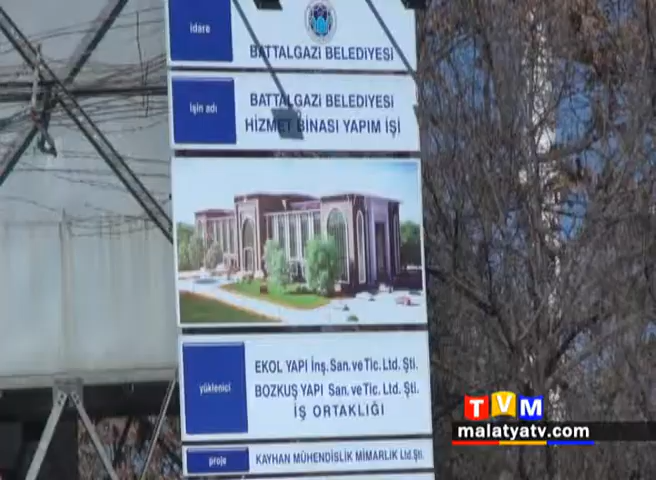 idare
BATTALGAZİ BELEDİYESİ
işin adı
BATTALGAZİ BELEDİYESİ
HİZMET BİNASI YAPIM İŞİ
yüklenici
EKOL YAPI İnş. San. ve Tic. Ltd. Şti.
BOZKUŞ YAPI San. ve Tic. Ltd. Şti.
İŞ ORTAKLIĞI
proje
KAYHAN MÜHENDİSLİK MİMARLIK Ltd. Şti.
TVM
malatyatv.com